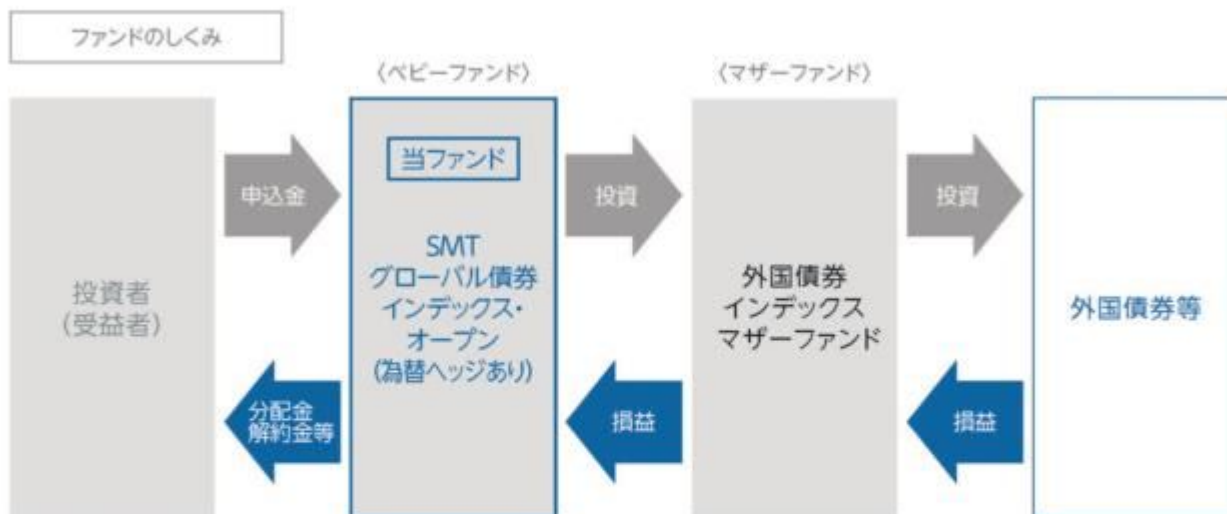 ファンドのしくみ
〈ベビーファンド〉
〈マザーファンド〉
投資者
(受益者)
申込金
分配金
解約金等
当ファンド
SMT
グローバル債券
インデックス・
オープン
(為替ヘッジあり)
投資
損益
外国債券
インデックス
マザーファンド
投資
損益
外国債券等